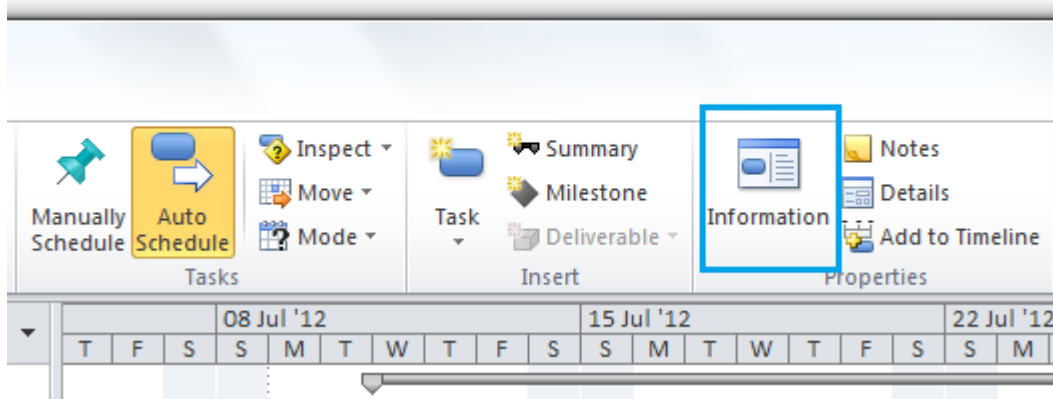 Manually
Schedule
Auto
Schedule
Inspect
Move
Mode
Tasks
Task
Summary
Milestone
Deliverable
Insert
Information
Notes
Details
Add to Timeline
Properties
08 Jul '12 15 Jul '12 22 Jul '12
T F S S M T W T F S S M T W T F S S M